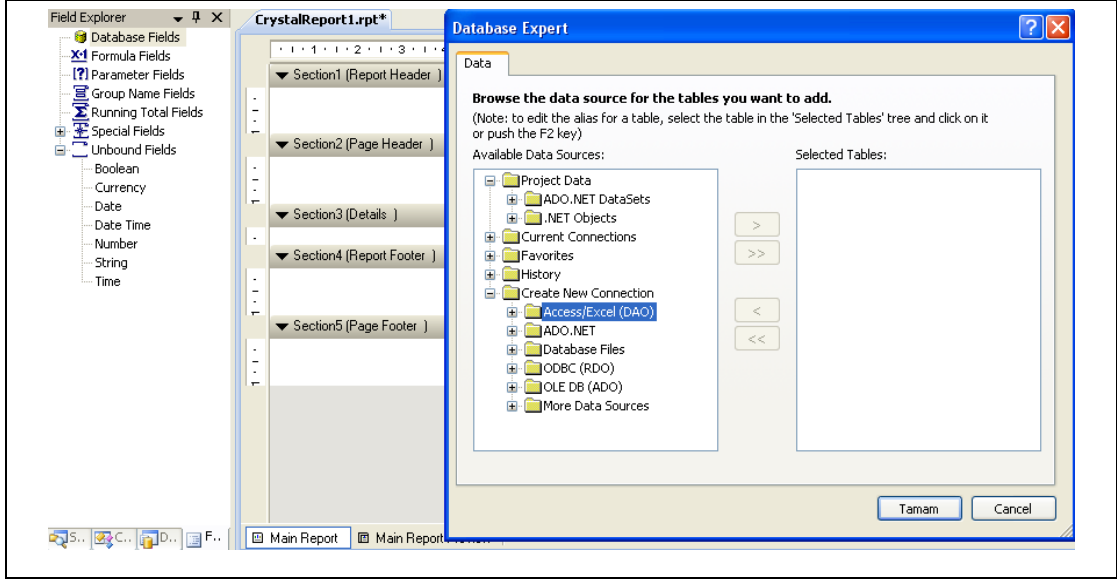 Field Explorer
Database Fields
Formula Fields
Parameter Fields
Group Name Fields
Running Total Fields
Special Fields
Unbound Fields
Boolean
Currency
Date
Date Time
Number
String
Time
S..
C..
D..
F..
CrystalReport1.rpt*
1 2 3
Section1 (Report Header )
Section2 (Page Header )
Section3 (Details )
Section4 (Report Footer )
Section5 (Page Footer )
Main Report
Main Report
Database Expert
Data
Browse the data source for the tables you want to add.
(Note: to edit the alias for a table, select the table in the 'Selected Tables' tree and click on it
or push the F2 key)
Available Data Sources:
Project Data
ADO.NET DataSets
.NET Objects
Current Connections
Favorites
History
Create New Connection
Access/Excel (DAO)
ADO.NET
Database Files
ODBC (RDO)
OLE DB (ADO)
More Data Sources
>
>>
<
<<
Selected Tables:
Tamam
Cancel